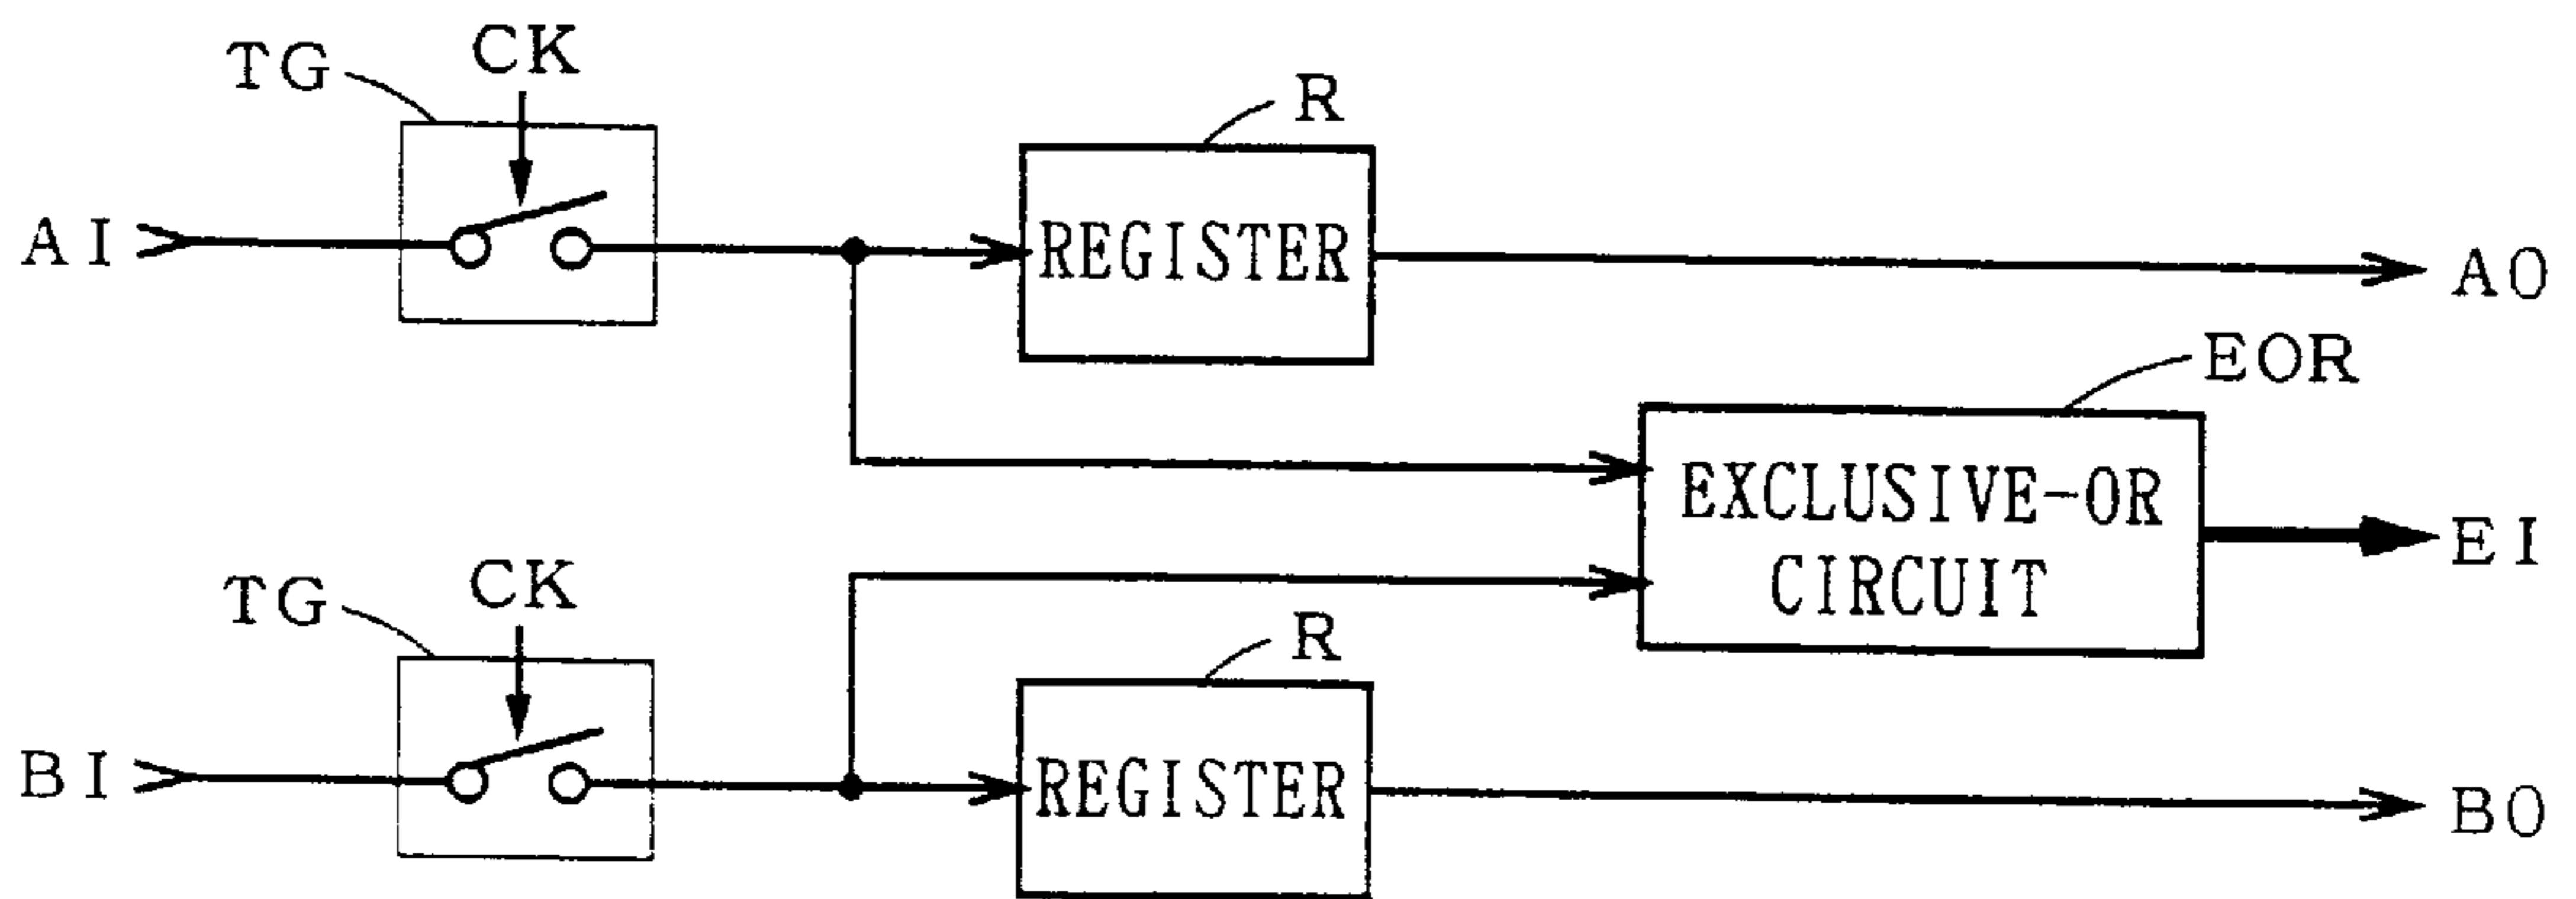 TG
CK
R
AI
REGISTER
AO
EOR
EXCLUSIVE-OR
CIRCUIT
EI
TG
CK
R
BI
REGISTER
BO